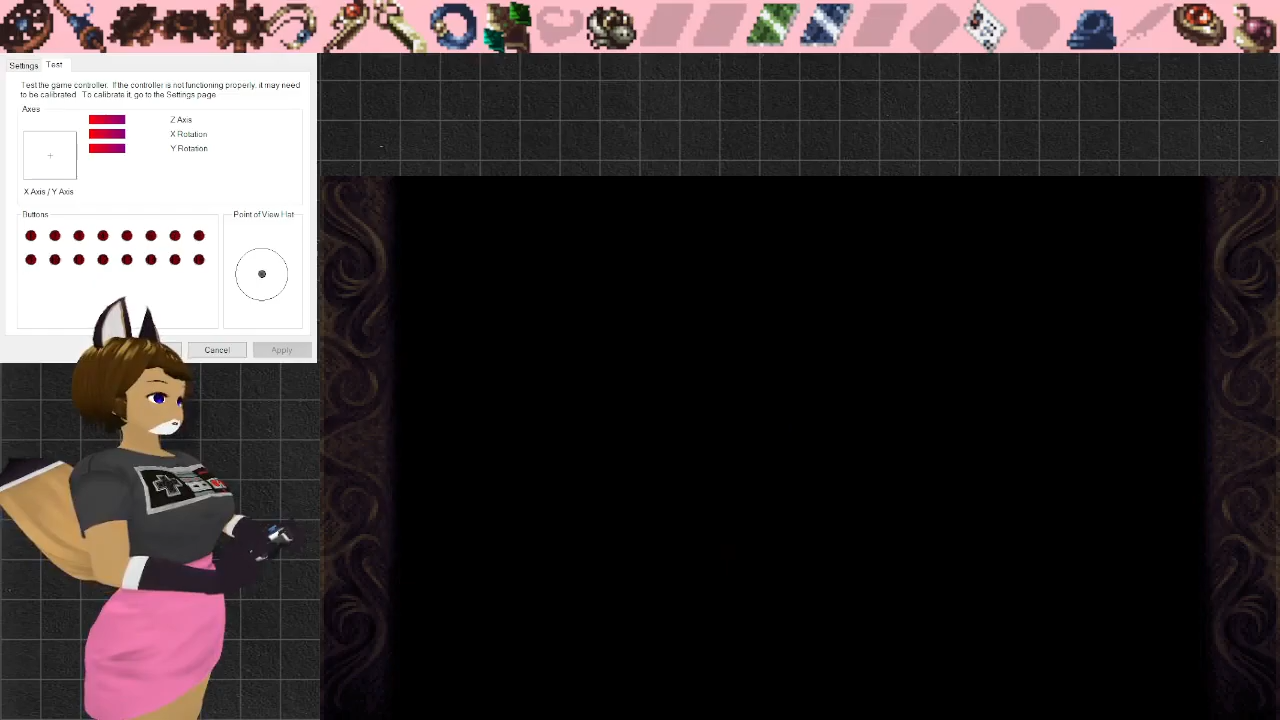 Settings Test
Test the game controller. If the controller is not functioning properly, it may need
to be calibrated. To calibrate it, go to the Settings page
Axes
Z Axis
X Rotation
Y Rotation
X Axis / Y Axis
Buttons
Point of View Hat
Cancel Apply